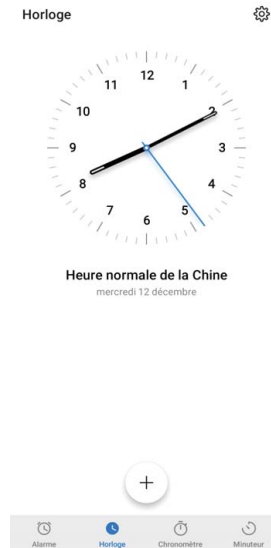 Horloge
12
11 1
10 2
9 3
8 4
7 5
6
Heure normale de la Chine
mercredi 12 décembre
Alarme Horloge Chronomètre Minuteur